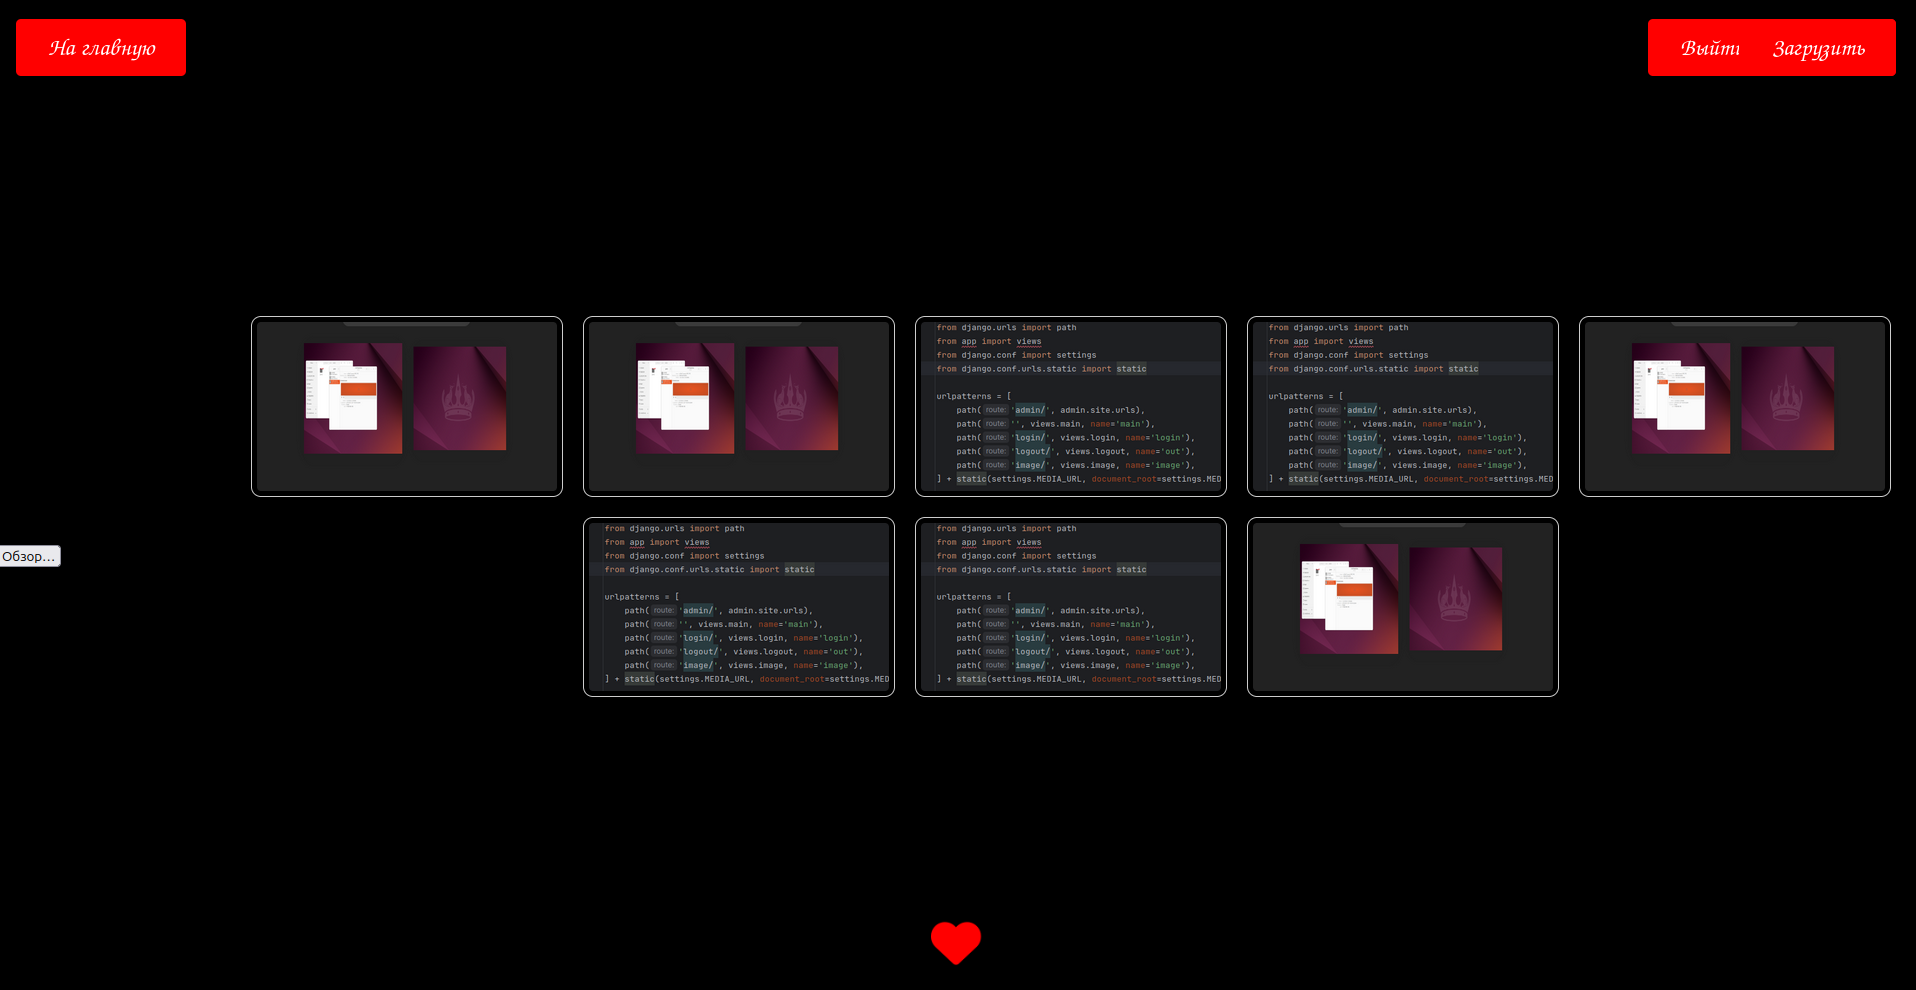 На главную
Выйти Загрузить
from django.urls import path
from app import views
from django.conf import settings
from django.conf.urls.static import static
urlpatterns = [
path( route: 'admin/', admin.site.urls),
path( route: '', views.main, name='main'),
path( route: 'login/', views.login, name='login'),
path( route: 'logout/', views.logout, name='out'),
path( route: 'image/', views.image, name='image'),
] + static(settings.MEDIA_URL, document_root=settings.MED
from django.urls import path
from app import views
from django.conf import settings
from django.conf.urls.static import static
urlpatterns = [
path( route: 'admin/', admin.site.urls),
path( route: '', views.main, name='main'),
path( route: 'login/', views.login, name='login'),
path( route: 'logout/', views.logout, name='out'),
path( route: 'image/', views.image, name='image'),
] + static(settings.MEDIA_URL, document_root=settings.MED
Обзор...
from django.urls import path
from app import views
from django.conf import settings
from django.conf.urls.static import static
urlpatterns = [
path( route: 'admin/', admin.site.urls),
path( route: '', views.main, name='main'),
path( route: 'login/', views.login, name='login'),
path( route: 'logout/', views.logout, name='out'),
path( route: 'image/', views.image, name='image'),
] + static(settings.MEDIA_URL, document_root=settings.MED
from django.urls import path
from app import views
from django.conf import settings
from django.conf.urls.static import static
urlpatterns = [
path( route: 'admin/', admin.site.urls),
path( route: '', views.main, name='main'),
path( route: 'login/', views.login, name='login'),
path( route: 'logout/', views.logout, name='out'),
path( route: 'image/', views.image, name='image'),
] + static(settings.MEDIA_URL, document_root=settings.MED